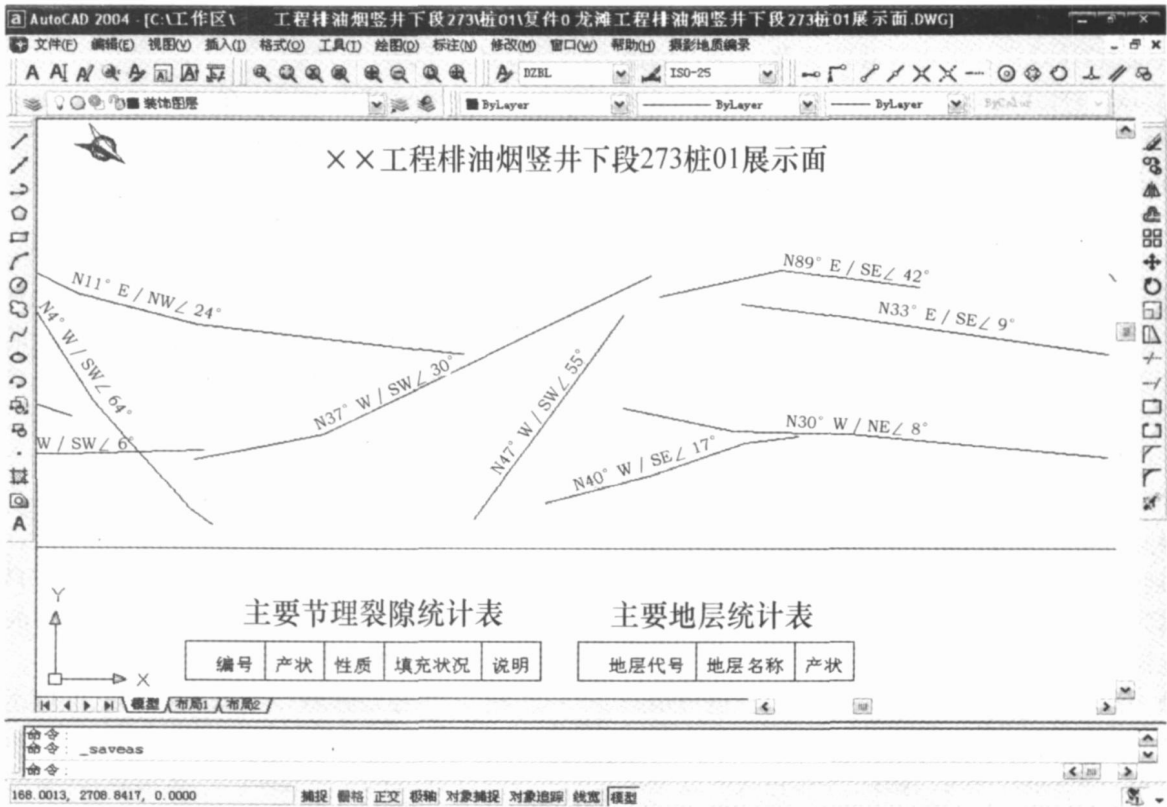 AutoCAD 2004 - [C:\工作区\ 工程排油烟竖井下段273\桩01\复件0 龙滩工程排油烟竖井下段273桩01展示面.DWG]
文件(F) 编辑(E) 视图(V) 插入(I) 格式(O) 工具(T) 绘图(D) 标注(N) 修改(M) 窗口(W) 帮助(H) 摄影地质编录
DZBL ISO-25
装饰图层 ByLayer ByLayer ByLayer ByColor
××工程排油烟竖井下段273桩01展示面
N89° E / SE∠ 42°
N11° E / NW∠ 24°
N33° E / SE∠ 9°
N4° W / SW∠ 64°
N37° W / SW∠ 30°
N47° W / SW∠ 55°
N30° W / NE∠ 8°
W / SW∠ 6°
N40° W / SE∠ 17°
Y
X
主要节理裂隙统计表
编号 产状 性质 填充状况 说明
主要地层统计表
地层代号 地层名称 产状
模型 布局1 布局2
命令:
命令: _saveas
命令:
168.0013, 2708.8417, 0.0000 捕捉 栅格 正交 极轴 对象捕捉 对象追踪 线宽 模型